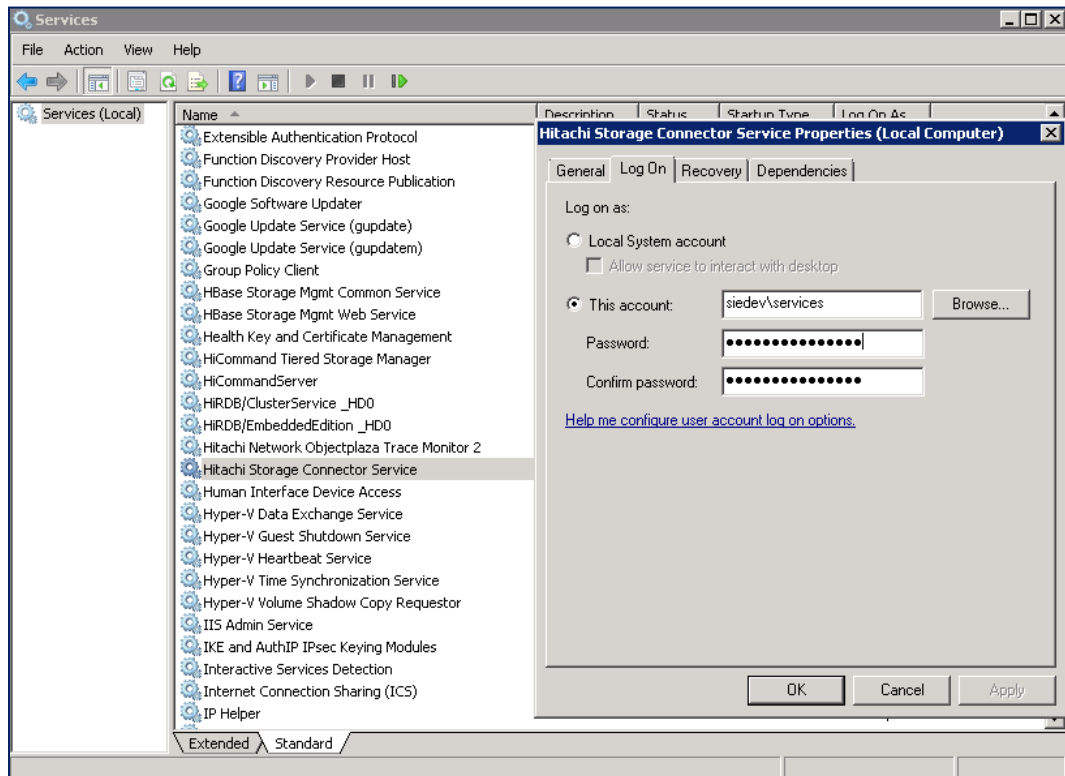 Services
File Action View Help
Services (Local)
Name Description Status Startup Type Log On As
Extensible Authentication Protocol
Function Discovery Provider Host
Function Discovery Resource Publication
Google Software Updater
Google Update Service (gupdate)
Google Update Service (gupdatem)
Group Policy Client
HBase Storage Mgmt Common Service
HBase Storage Mgmt Web Service
Health Key and Certificate Management
HiCommand Tiered Storage Manager
HiCommandServer
HiRDB/ClusterService _HD0
HiRDB/EmbeddedEdition _HD0
Hitachi Network Objectplaza Trace Monitor 2
Hitachi Storage Connector Service
Human Interface Device Access
Hyper-V Data Exchange Service
Hyper-V Guest Shutdown Service
Hyper-V Heartbeat Service
Hyper-V Time Synchronization Service
Hyper-V Volume Shadow Copy Requestor
IIS Admin Service
IKE and AuthIP IPsec Keying Modules
Interactive Services Detection
Internet Connection Sharing (ICS)
IP Helper
Extended Standard
Hitachi Storage Connector Service Properties (Local Computer)
General Log On Recovery Dependencies
Log on as:
Local System account
Allow service to interact with desktop
This account: siedev\services Browse...
Password: •••••••••••••••
Confirm password: •••••••••••••••
Help me configure user account log on options.
OK Cancel Apply